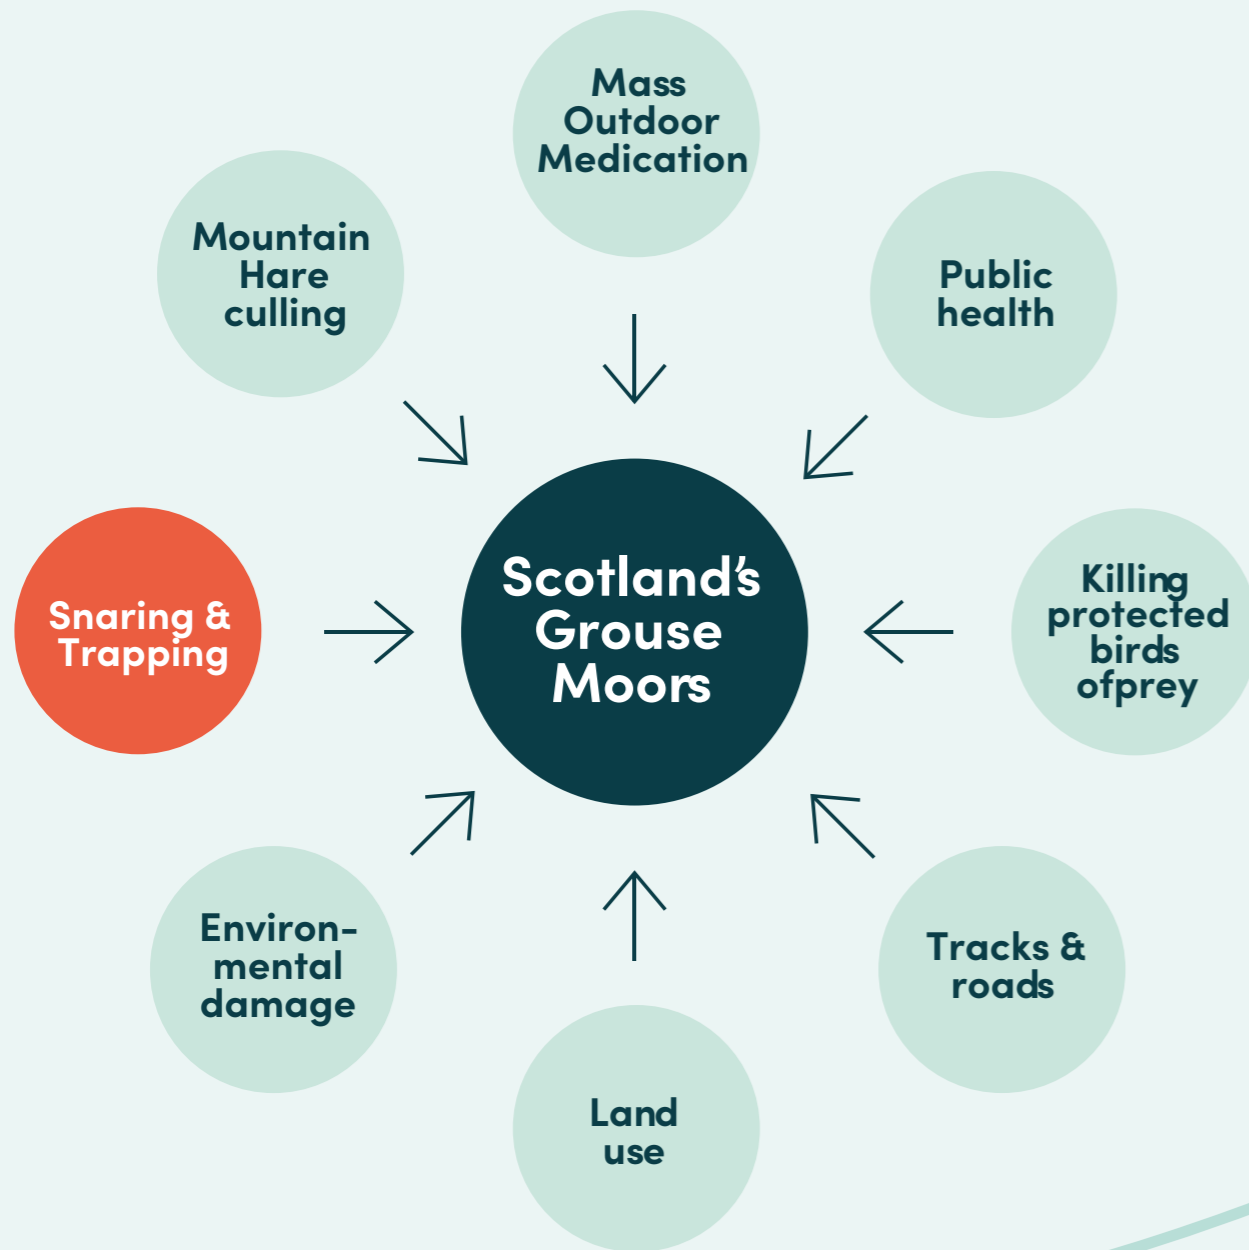 Mass
Outdoor
Medication
Mountain
Hare
culling
Public
health
Snaring &
Trapping
Scotland's
Grouse
Moors
Killing
protected
birds
ofprey
Environ-
mental
damage
Tracks &
roads
Land
use